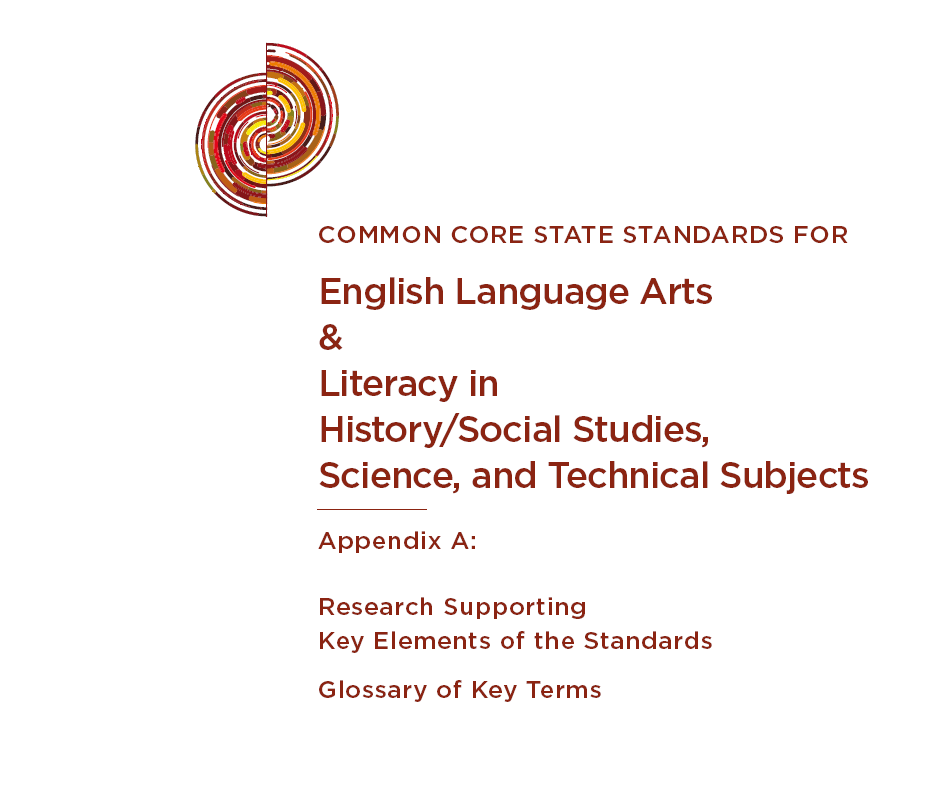 COMMON CORE STATE STANDARDS FOR
English Language Arts
&
Literacy in
History/Social Studies,
Science, and Technical Subjects
Appendix A:
Research Supporting
Key Elements of the Standards
Glossary of Key Terms